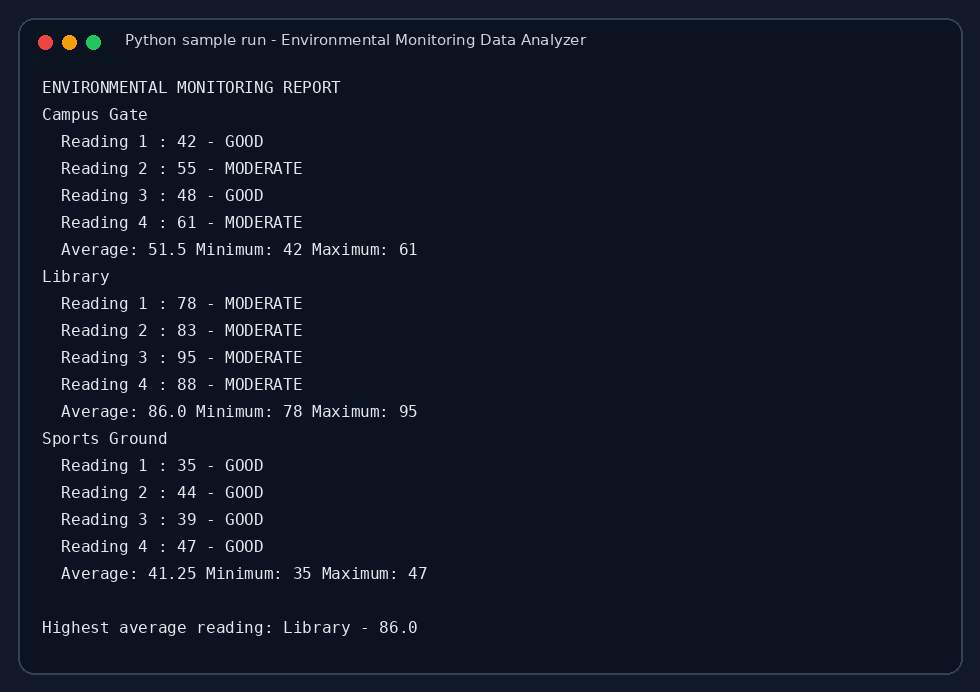 Python sample run - Environmental Monitoring Data Analyzer
ENVIRONMENTAL MONITORING REPORT
Campus Gate
  Reading 1 : 42 - GOOD
  Reading 2 : 55 - MODERATE
  Reading 3 : 48 - GOOD
  Reading 4 : 61 - MODERATE
  Average: 51.5 Minimum: 42 Maximum: 61
Library
  Reading 1 : 78 - MODERATE
  Reading 2 : 83 - MODERATE
  Reading 3 : 95 - MODERATE
  Reading 4 : 88 - MODERATE
  Average: 86.0 Minimum: 78 Maximum: 95
Sports Ground
  Reading 1 : 35 - GOOD
  Reading 2 : 44 - GOOD
  Reading 3 : 39 - GOOD
  Reading 4 : 47 - GOOD
  Average: 41.25 Minimum: 35 Maximum: 47
Highest average reading: Library - 86.0